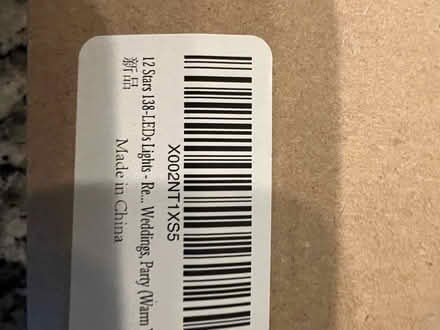 X002NT1XS5
12 Stars 138-LEDs Lights - Re... Weddings, Party (Warm
新品
Made in China